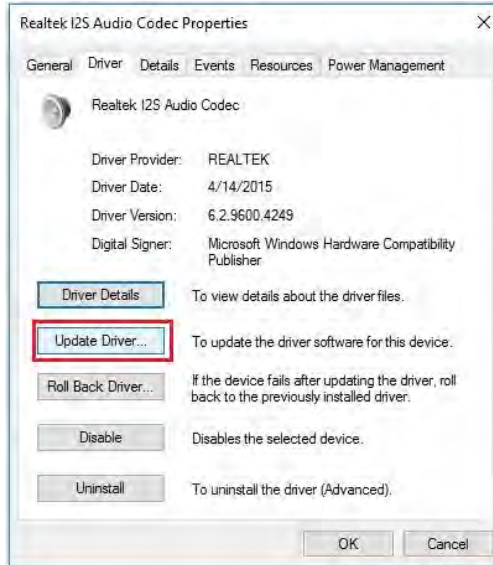 Realtek I2S Audio Codec Properties
General Driver Details Events Resources Power Management
Realtek I2S Audio Codec
Driver Provider: REALTEK
Driver Date: 4/14/2015
Driver Version: 6.2.9600.4249
Digital Signer: Microsoft Windows Hardware Compatibility
Publisher
Driver Details To view details about the driver files.
Update Driver... To update the driver software for this device.
Roll Back Driver... If the device fails after updating the driver, roll
back to the previously installed driver.
Disable Disables the selected device.
Uninstall To uninstall the driver (Advanced).
OK Cancel